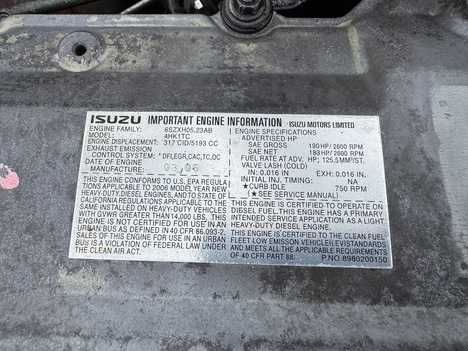 ISUZU IMPORTANT ENGINE INFORMATION ISUZU MOTORS LIMITED
ENGINE FAMILY: 6SZXH05.23AB
MODEL: 4HK1TC
ENGINE DISPLACEMENT: 317 CID/5193 CC
EXHAUST EMISSION
CONTROL SYSTEM: *DFI,EGR,CAC,TC,OC
DATE OF ENGINE
MANUFACTURE: 03 06
THIS ENGINE CONFORMS TO U.S. EPA REGULA
TIONS APPLICABLE TO 2006 MODEL YEAR NEW
HEAVY-DUTY DIESEL ENGINES, AND TO STATE OF
CALIFORNIA REGULATIONS APPLICABLE TO THE
SAME INSTALLED ON HEAVY-DUTY VEHICLES
WITH GVWR GREATER THAN 14,000 LBS. THIS
ENGINE IS NOT CERTIFIED FOR USE IN AN
URBAN BUS AS DEFINED IN 40 CFR 86.093-2.
SALES OF THIS ENGINE FOR USE IN AN URBAN
BUS IS A VIOLATION OF FEDERAL LAW UNDER
THE CLEAN AIR ACT.
ENGINE SPECIFICATIONS
ADVERTISED HP:
SAE GROSS 190 HP/ 2600 RPM
SAE NET 183 HP/ 2600 RPM
FUEL RATE AT ADV, HP; 125.5MM³/ST.
VALVE LASH (COLD)
IN: 0.016 IN EXH: 0.016 IN.
INITIAL INJ, TIMING: NA
★CURB IDLE 750 RPM
★(SEE SERVICE MANUAL)
THIS ENGINE IS CERTIFIED TO OPERATE ON
DIESEL FUEL.THIS ENGINE HAS A PRIMARY
INTENDED SERVICE APPLICATION AS A LIGHT
HEAVY-DUTY DIESEL ENGINE.
THIS ENGINE IS CERTIFIED TO THE CLEAN FUEL
FLEET LOW EMISSION VEHICLE(LEV)STANDARDS
AND MEETS ALL THE APPLICABLE REQUIREMENTS
OF 40 CFR PART 88. P.NO 8980200150